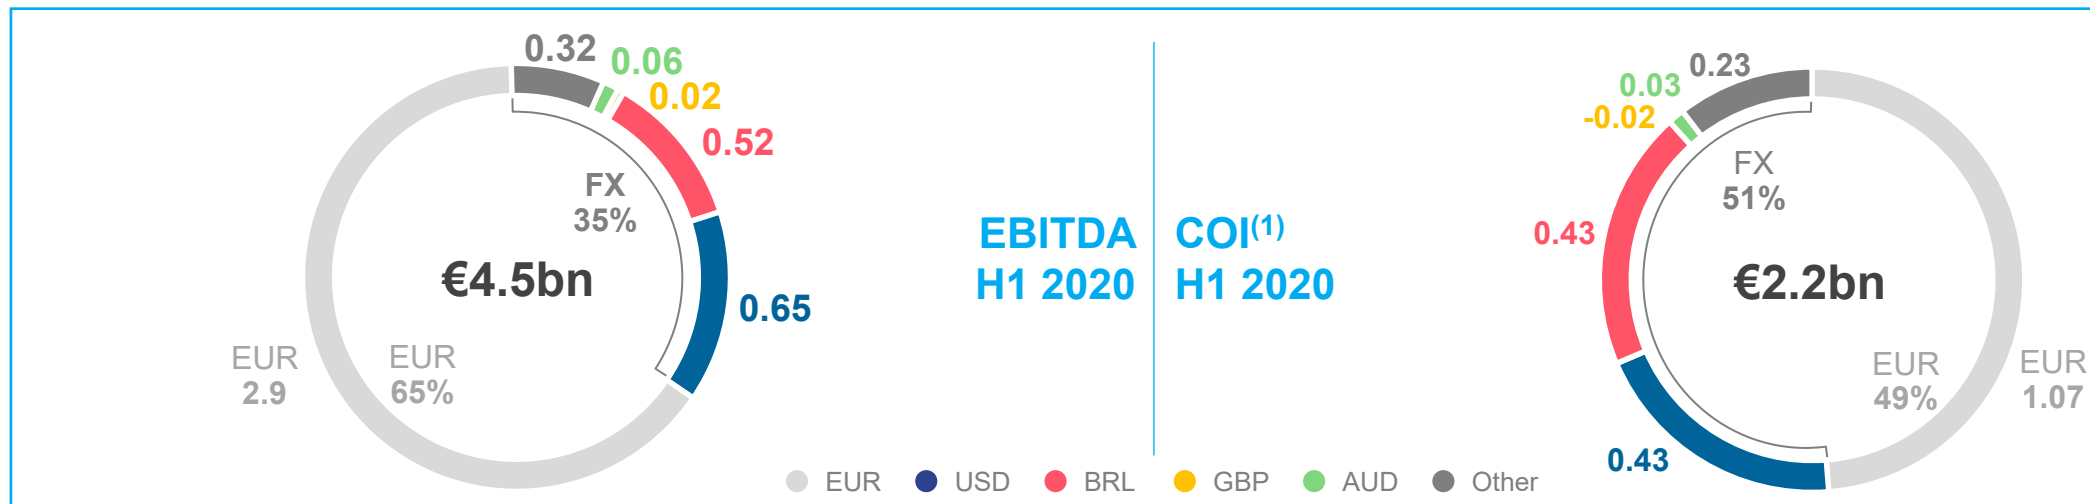 0.32
0.06
0.02
0.52
FX
35%
€4.5bn
0.65
EUR
2.9
EUR
65%
EBITDA
H1 2020
COI(1)
H1 2020
0.23
0.03
-0.02
FX
51%
0.43
€2.2bn
EUR
49%
EUR
1.07
0.43
EUR
USD
BRL
GBP
AUD
Other